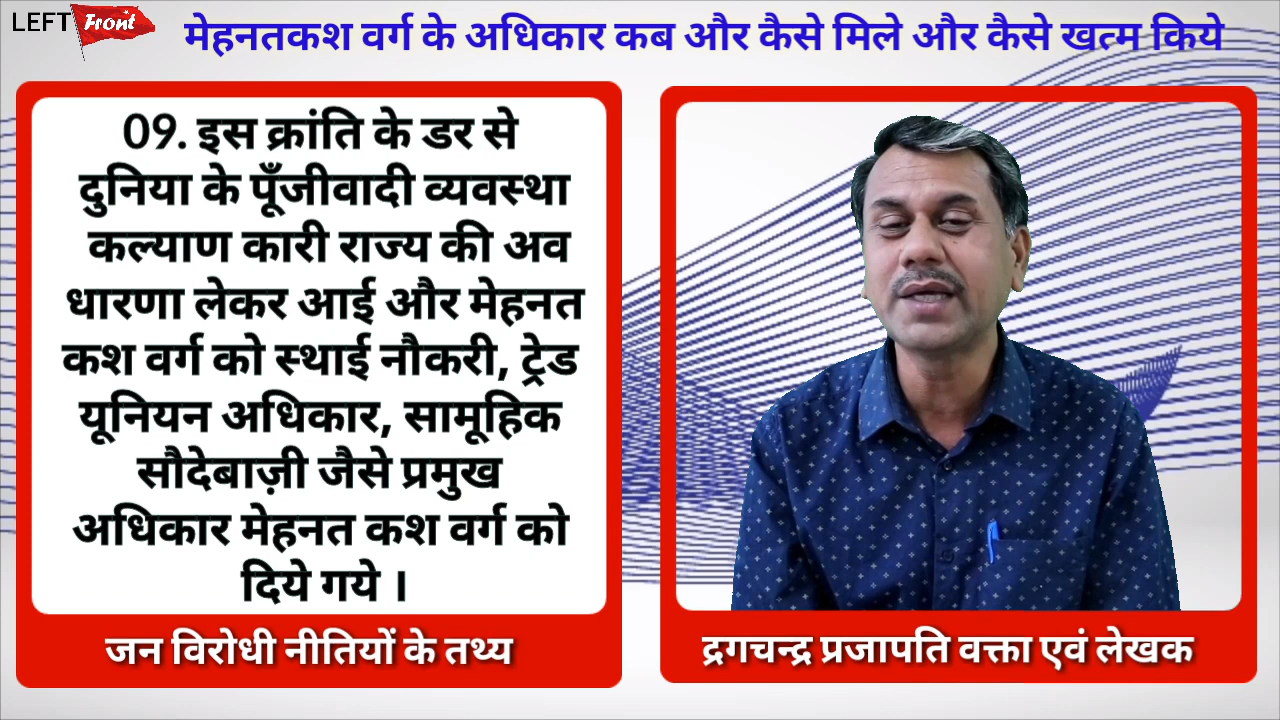 LEFT Front
मेहनतकश वर्ग के अधिकार कब और कैसे मिले और कैसे खत्म किये
09. इस क्रांति के डर से
दुनिया के पूँजीवादी व्यवस्था
कल्याण कारी राज्य की अव
धारणा लेकर आई और मेहनत
कश वर्ग को स्थाई नौकरी, ट्रेड
यूनियन अधिकार, सामूहिक
सौदेबाज़ी जैसे प्रमुख
अधिकार मेहनत कश वर्ग को
दिये गये ।
जन विरोधी नीतियों के तथ्य
द्रगचन्द्र प्रजापति वक्ता एवं लेखक